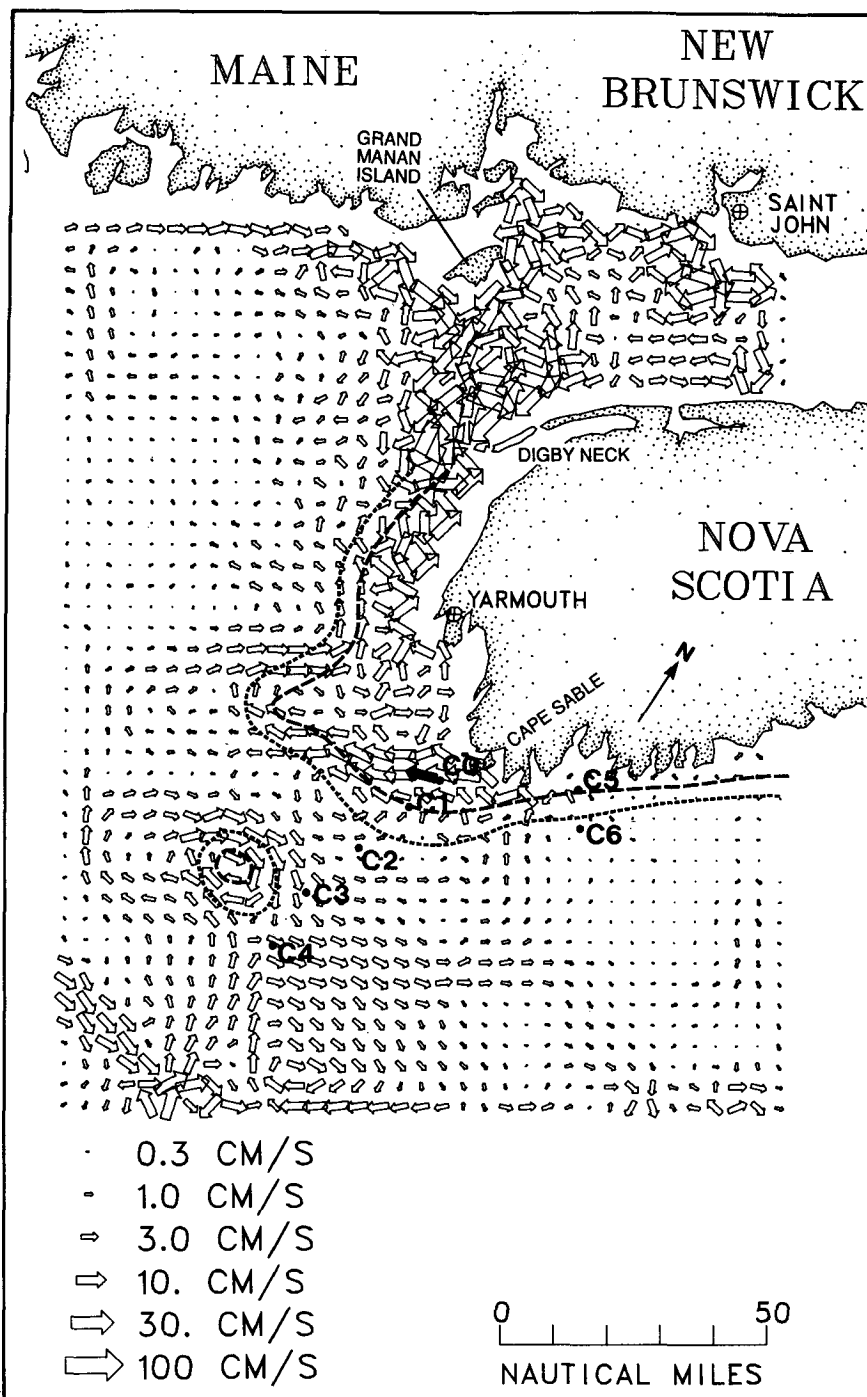 MAINE
NEW
BRUNSWICK
GRAND
MANAN
ISLAND
SAINT
JOHN
DIGBY NECK
NOVA
SCOTIA
YARMOUTH
N
CAPE SABLE
C5
C1
C6
C2
C3
C4
0.3 CM/S
1.0 CM/S
3.0 CM/S
10. CM/S
30. CM/S
100 CM/S
0 50
NAUTICAL MILES